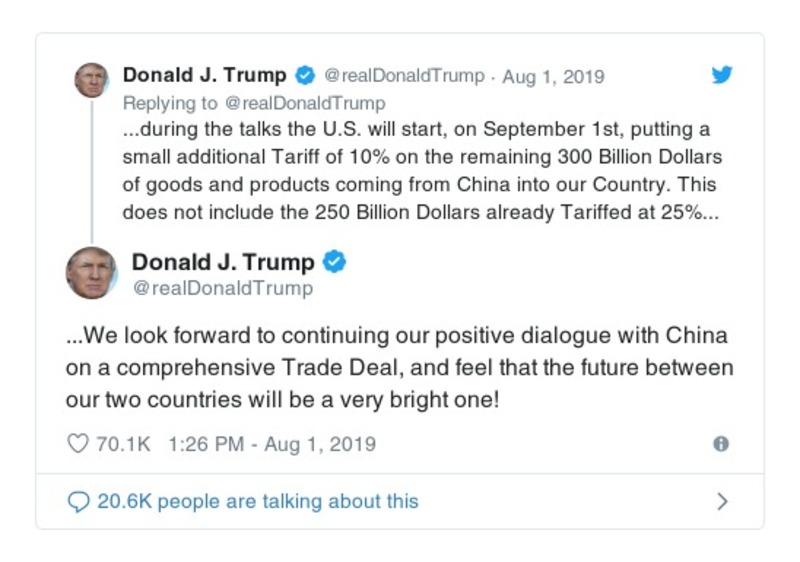 Donald J. Trump @realDonaldTrump · Aug 1, 2019
Replying to @realDonaldTrump
...during the talks the U.S. will start, on September 1st, putting a
small additional Tariff of 10% on the remaining 300 Billion Dollars
of goods and products coming from China into our Country. This
does not include the 250 Billion Dollars already Tariffed at 25%...
Donald J. Trump
@realDonaldTrump
...We look forward to continuing our positive dialogue with China
on a comprehensive Trade Deal, and feel that the future between
our two countries will be a very bright one!
70.1K 1:26 PM - Aug 1, 2019
20.6K people are talking about this